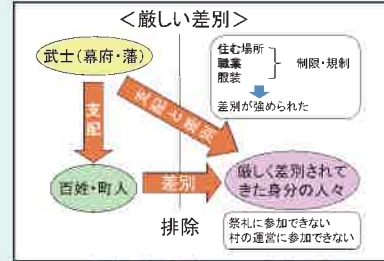 ＜厳しい差別＞
武士（幕府・藩）
住む場所
職業
服装
制限・規制
差別が強められた
支配
百姓・町人
差別
厳しく差別されて
きた身分の人々
排除
祭礼に参加できない
村の運営に参加できない